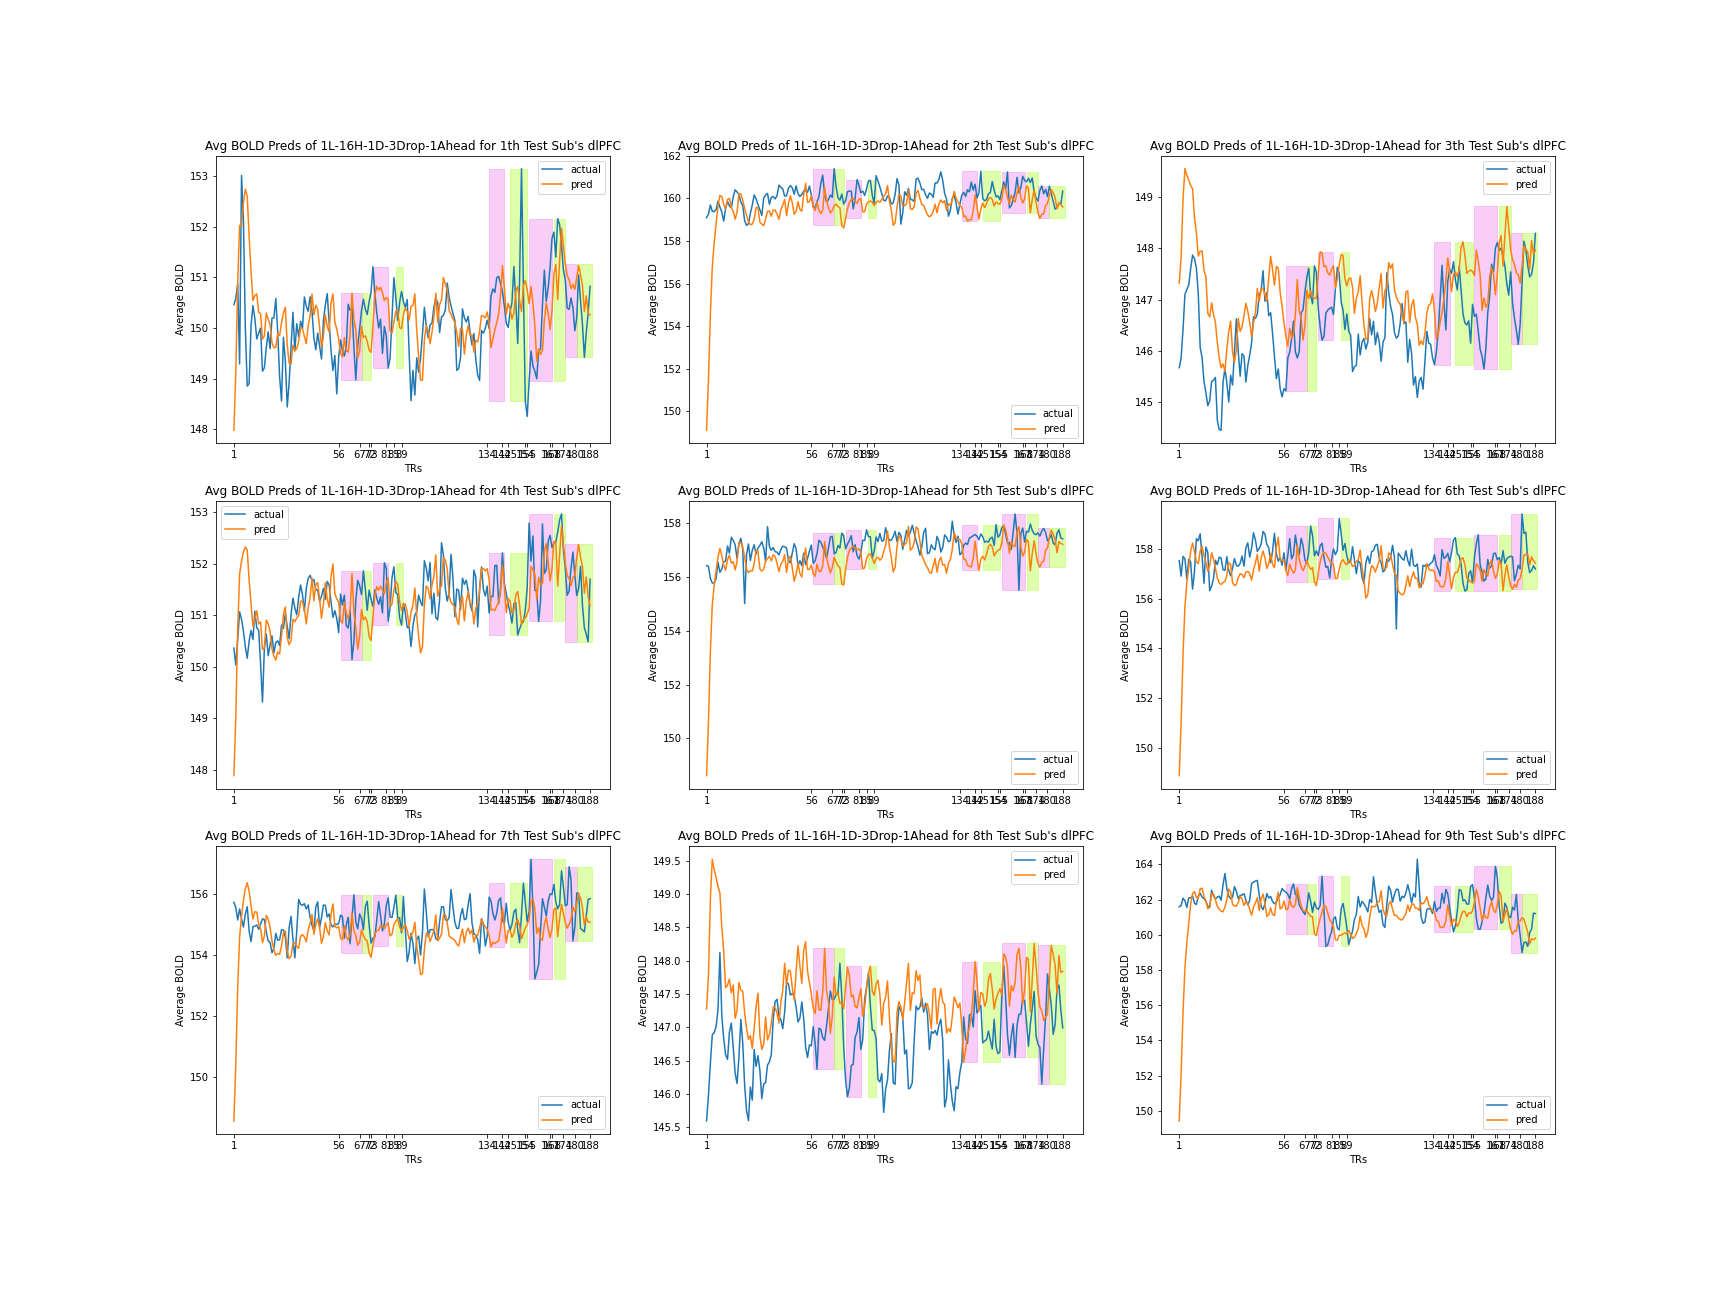 Avg BOLD Preds of 1L-16H-1D-3Drop-1Ahead for 1th Test Sub's dlPFC
153
152
151
150
149
148
Average BOLD
actual
pred
1
56
134
188
TRs
Avg BOLD Preds of 1L-16H-1D-3Drop-1Ahead for 2th Test Sub's dlPFC
162
160
158
156
154
152
150
Average BOLD
actual
pred
1
56
134
188
TRs
Avg BOLD Preds of 1L-16H-1D-3Drop-1Ahead for 3th Test Sub's dlPFC
149
148
147
146
145
Average BOLD
actual
pred
1
56
134
188
TRs
Avg BOLD Preds of 1L-16H-1D-3Drop-1Ahead for 4th Test Sub's dlPFC
153
152
151
150
149
148
Average BOLD
actual
pred
1
56
134
188
TRs
Avg BOLD Preds of 1L-16H-1D-3Drop-1Ahead for 5th Test Sub's dlPFC
158
156
154
152
150
Average BOLD
actual
pred
1
56
134
188
TRs
Avg BOLD Preds of 1L-16H-1D-3Drop-1Ahead for 6th Test Sub's dlPFC
158
156
154
152
150
Average BOLD
actual
pred
1
56
134
188
TRs
Avg BOLD Preds of 1L-16H-1D-3Drop-1Ahead for 7th Test Sub's dlPFC
156
154
152
150
Average BOLD
actual
pred
1
56
134
188
TRs
Avg BOLD Preds of 1L-16H-1D-3Drop-1Ahead for 8th Test Sub's dlPFC
149.5
149.0
148.5
148.0
147.5
147.0
146.5
146.0
145.5
Average BOLD
actual
pred
1
56
134
188
TRs
Avg BOLD Preds of 1L-16H-1D-3Drop-1Ahead for 9th Test Sub's dlPFC
164
162
160
158
156
154
152
150
Average BOLD
actual
pred
1
56
134
188
TRs